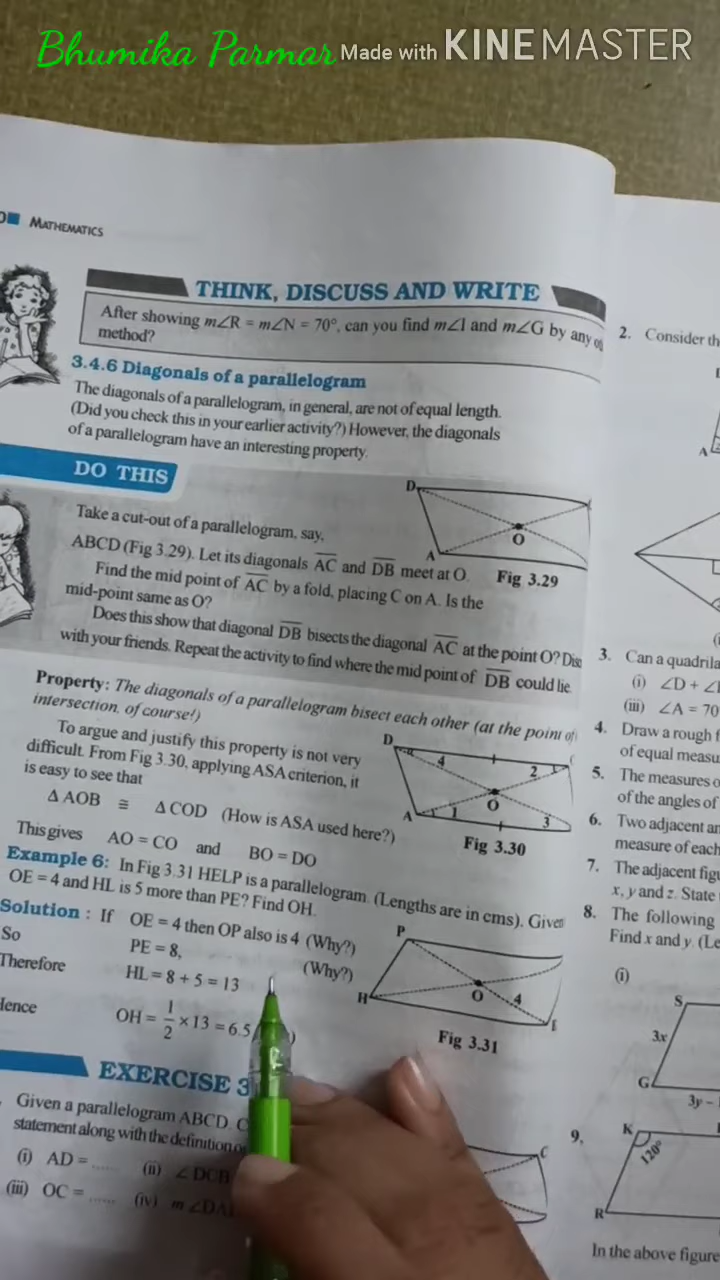 Bhumika Parmar Made with KINEMASTER
MATHEMATICS
THINK, DISCUSS AND WRITE
After showing m∠R = m∠N = 70°, can you find m∠I and m∠G by any
method?
3.4.6 Diagonals of a parallelogram
The diagonals of a parallelogram, in general, are not of equal length.
(Did you check this in your earlier activity?) However, the diagonals
of a parallelogram have an interesting property.
DO THIS
Take a cut-out of a parallelogram, say,
ABCD (Fig 3.29). Let its diagonals AC and DB meet at O.
Find the mid point of AC by a fold, placing C on A. Is the
mid-point same as O?
Does this show that diagonal DB bisects the diagonal AC at the point O?
with your friends. Repeat the activity to find where the mid point of DB could lie.
D
A
O
Fig 3.29
Property: The diagonals of a parallelogram bisect each other (at the point of
intersection, of course!)
To argue and justify this property is not very
difficult. From Fig 3.30, applying ASA criterion, it
is easy to see that
Δ AOB ≅ Δ COD (How is ASA used here?)
This gives AO = CO and BO = DO
D
4
2
O
A
1
3
Fig 3.30
Example 6: In Fig 3.31 HELP is a parallelogram. (Lengths are in cms). Given
OE = 4 and HL is 5 more than PE? Find OH.
Solution : If OE = 4 then OP also is 4 (Why?)
So PE = 8, (Why?)
Therefore HL = 8 + 5 = 13
Hence OH = 1/2 × 13 = 6.5
P
H
O
4
E
Fig 3.31
EXERCISE 3
Given a parallelogram ABCD.
statement along with the definition
(i) AD = ...... (ii) ∠ DCB
(iii) OC = ...... (iv) m ∠DA
C
2. Consider th
A
3. Can a quadrila
(i) ∠D + ∠
(iii) ∠A = 70
4. Draw a rough f
of equal measu
5. The measures o
of the angles of
6. Two adjacent an
measure of each
7. The adjacent figu
x, y and z. State
8. The following
Find x and y. (Le
(i)
S
3x
G
3y –
9.
K
120°
R
In the above figure